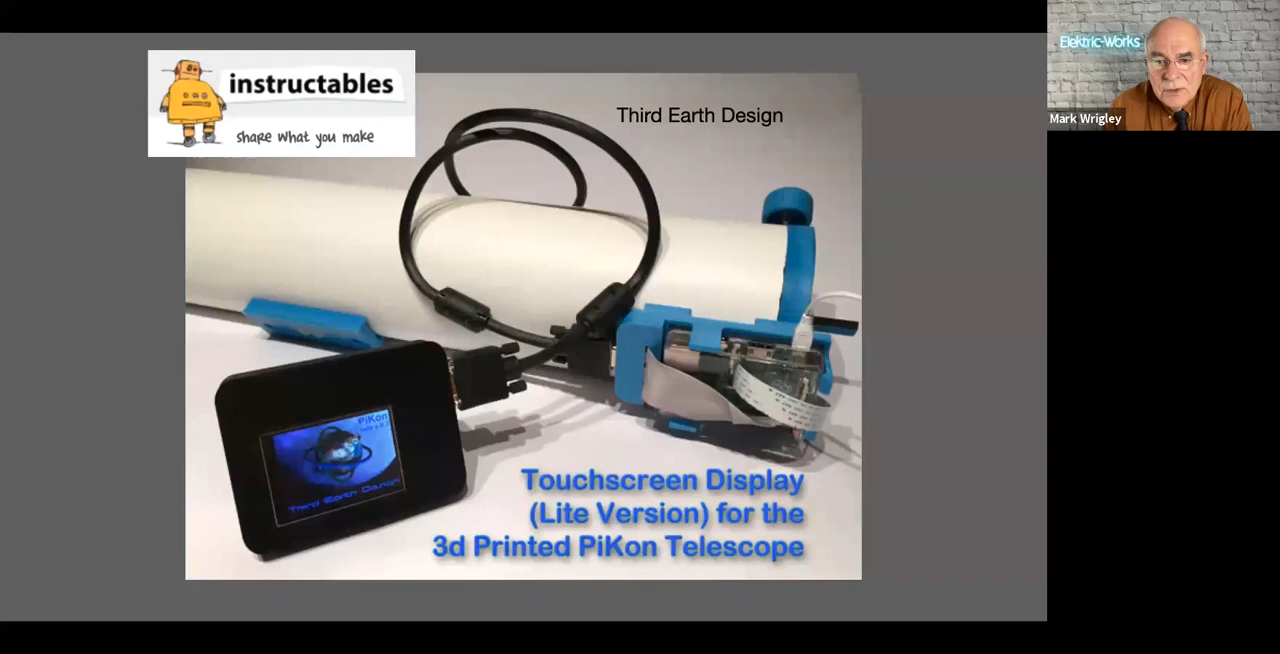 instructables
share what you make
Third Earth Design
Elektric-Works
Mark Wrigley
PiKon
Third Earth Design
Touchscreen Display
(Lite Version) for the
3d Printed PiKon Telescope